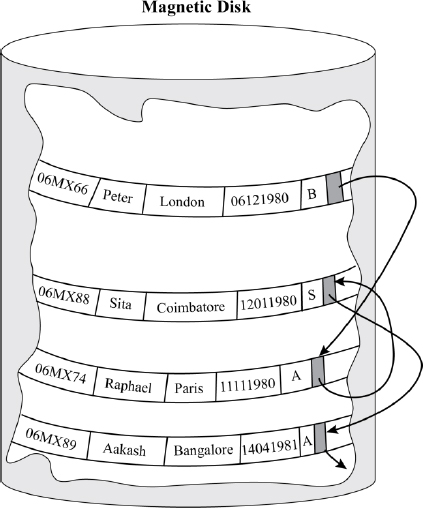 Magnetic Disk
06MX66 Peter London 06121980 B
06MX88 Sita Coimbatore 12011980 S
06MX74 Raphael Paris 11111980 A
06MX89 Aakash Bangalore 14041981 A